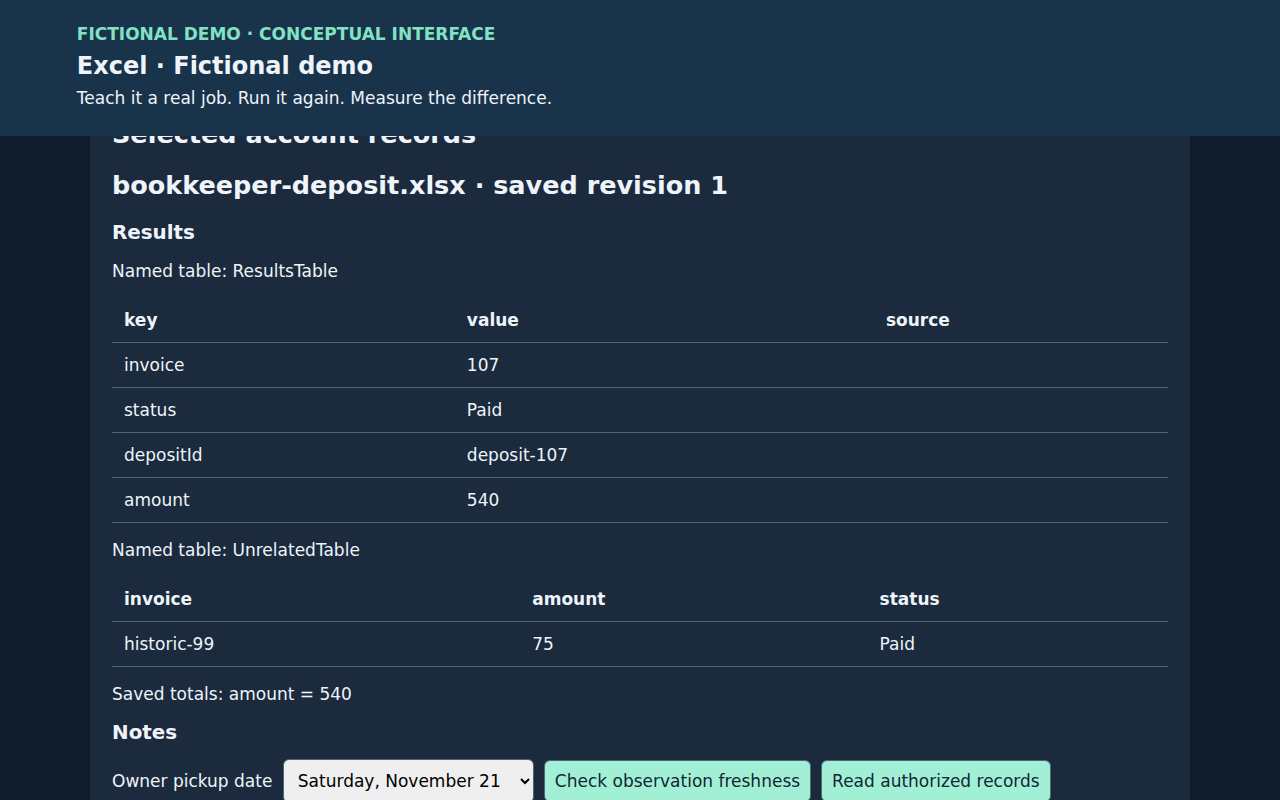 FICTIONAL DEMO · CONCEPTUAL INTERFACE
Excel · Fictional demo
Teach it a real job. Run it again. Measure the difference.
Selected account records
bookkeeper-deposit.xlsx · saved revision 1
Results
Named table: ResultsTable
key value source
invoice 107
status Paid
depositId deposit-107
amount 540
Named table: UnrelatedTable
invoice amount status
historic-99 75 Paid
Saved totals: amount = 540
Notes
Owner pickup date Saturday, November 21 Check observation freshness Read authorized records